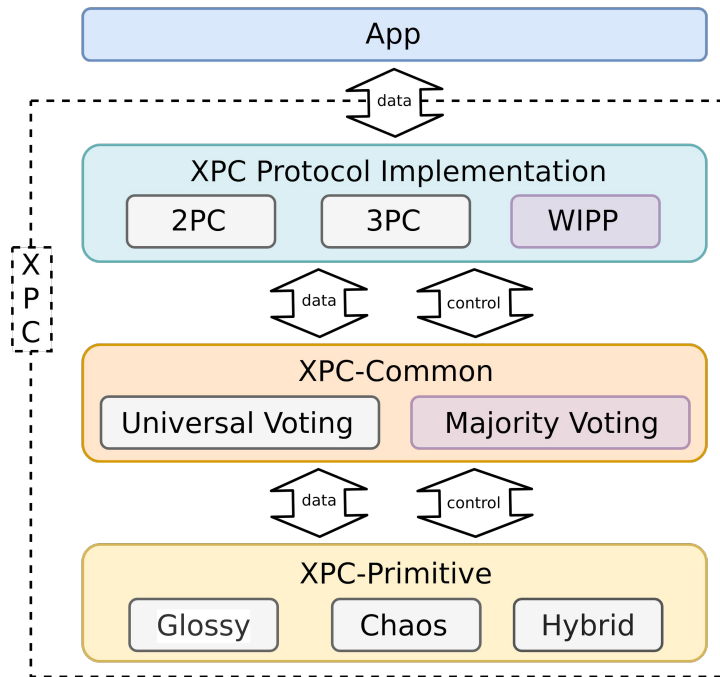 App
data
XPC Protocol Implementation
2PC 3PC WIPP
X
P
C
data control
XPC-Common
Universal Voting Majority Voting
data control
XPC-Primitive
Glossy Chaos Hybrid